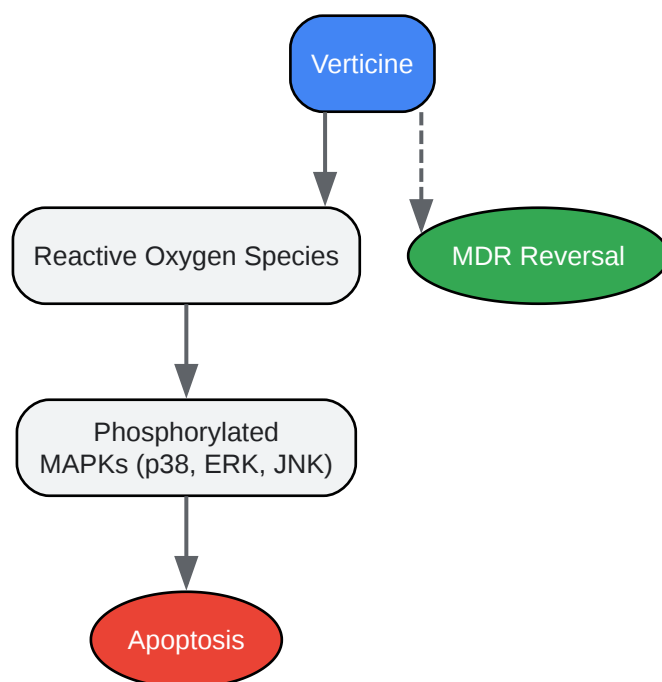 Verticine
Reactive Oxygen Species
MDR Reversal
Phosphorylated
MAPKs (p38, ERK, JNK)
Apoptosis